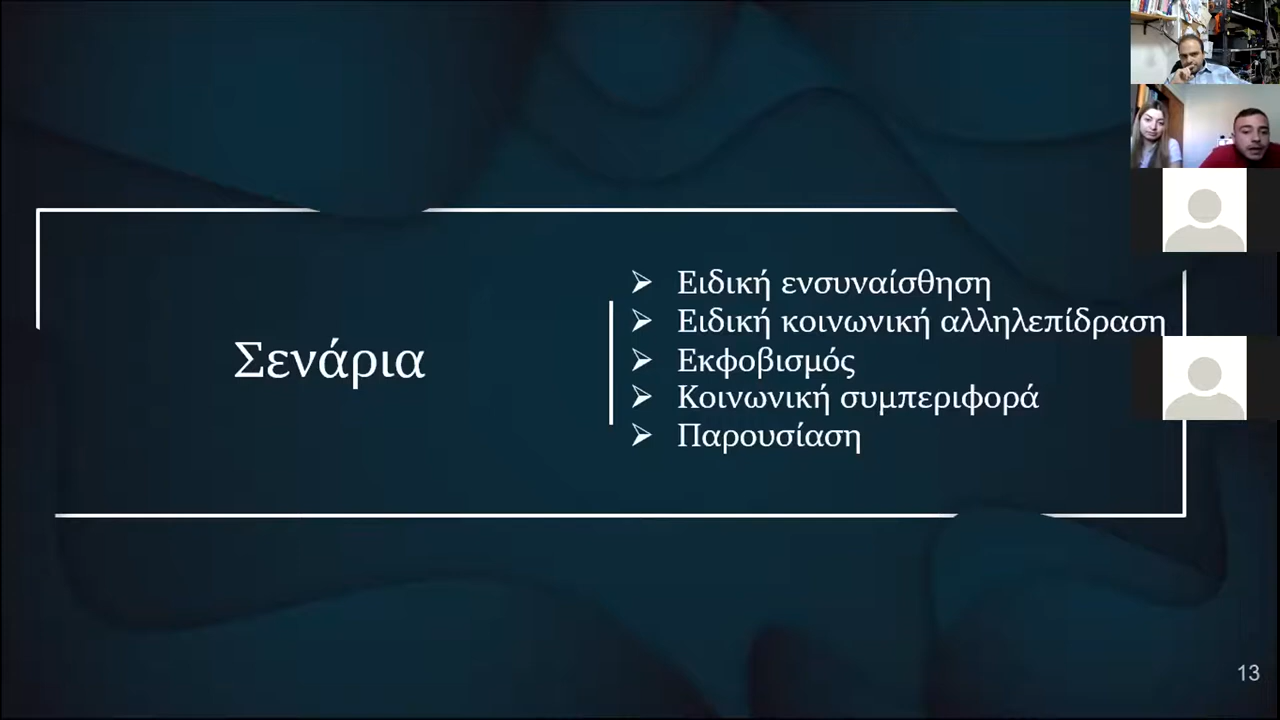 Σενάρια
Ειδική ενσυναίσθηση
Ειδική κοινωνική αλληλεπίδραση
Εκφοβισμός
Κοινωνική συμπεριφορά
Παρουσίαση
13